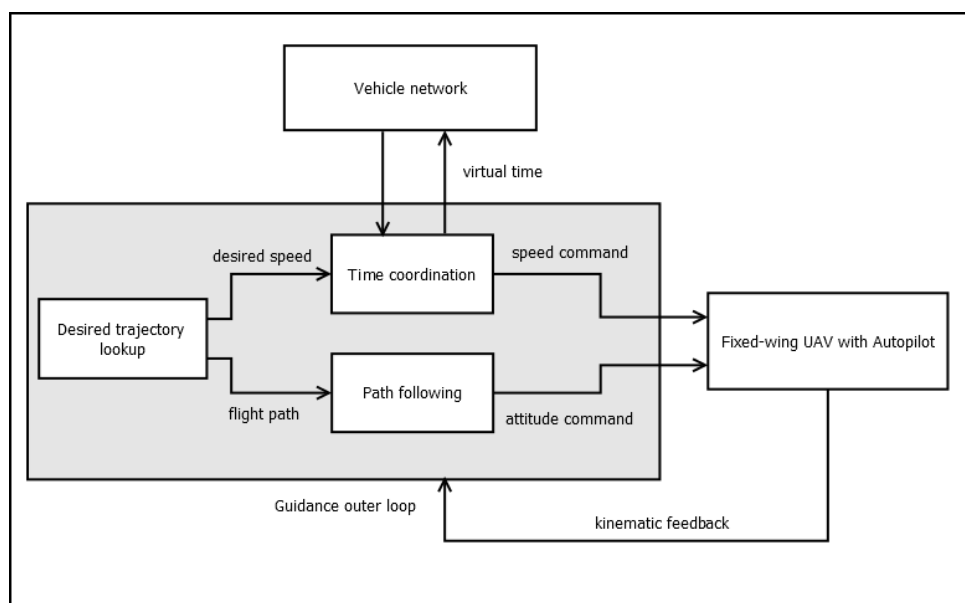 Vehicle network
virtual time
desired speed
Time coordination
speed command
Desired trajectory
lookup
Fixed-wing UAV with Autopilot
flight path
Path following
attitude command
Guidance outer loop
kinematic feedback